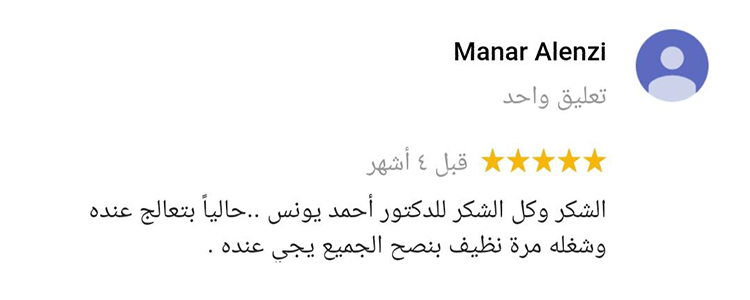 Manar Alenzi
تعليق واحد
قبل ٤ أشهر
الشكر وكل الشكر للدكتور أحمد يونس ..حالياً بتعالج عنده
وشغله مرة نظيف بنصح الجميع يجي عنده .